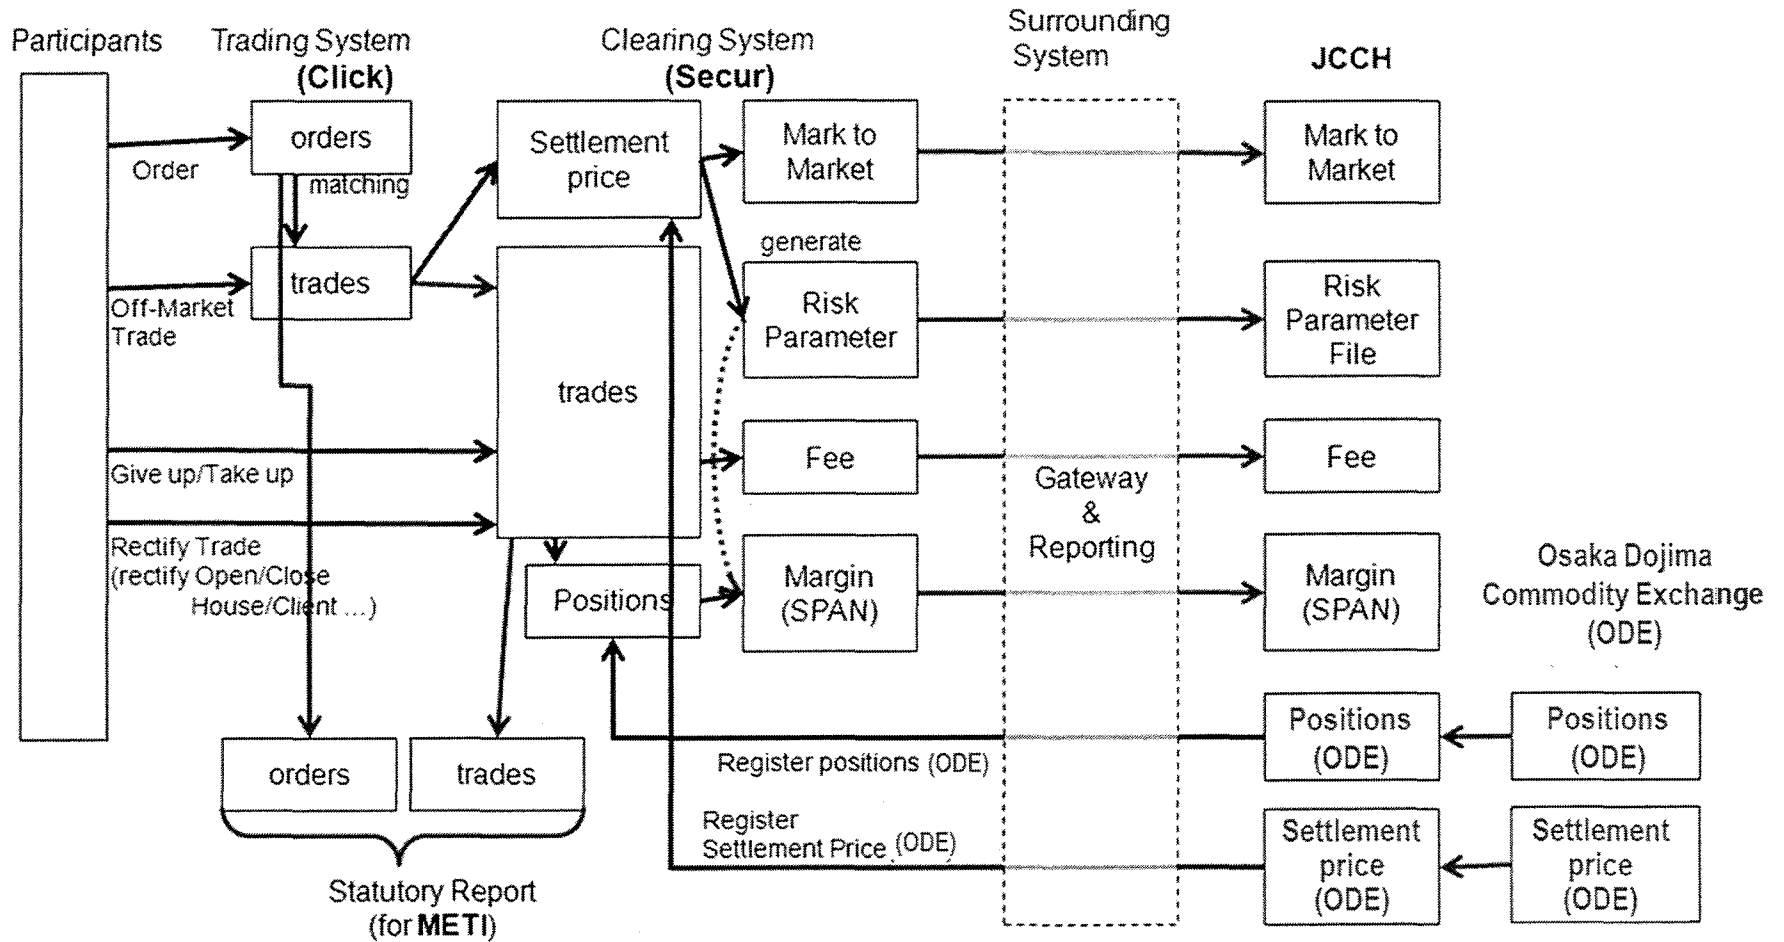 Participants
Trading System
(Click)
Clearing System
(Secur)
Surrounding
System
JCCH
orders
Order
matching
trades
Off-Market
Trade
Give up/Take up
Rectify Trade
(rectify Open/Close
House/Client ...)
Settlement
price
trades
Positions
Mark to
Market
generate
Risk
Parameter
Fee
Margin
(SPAN)
Gateway
&
Reporting
Mark to
Market
Risk
Parameter
File
Fee
Margin
(SPAN)
Osaka Dojima
Commodity Exchange
(ODE)
Positions
(ODE)
Positions
(ODE)
Register positions (ODE)
Register
Settlement Price (ODE)
Settlement
price
(ODE)
Settlement
price
(ODE)
orders
trades
Statutory Report
(for METI)